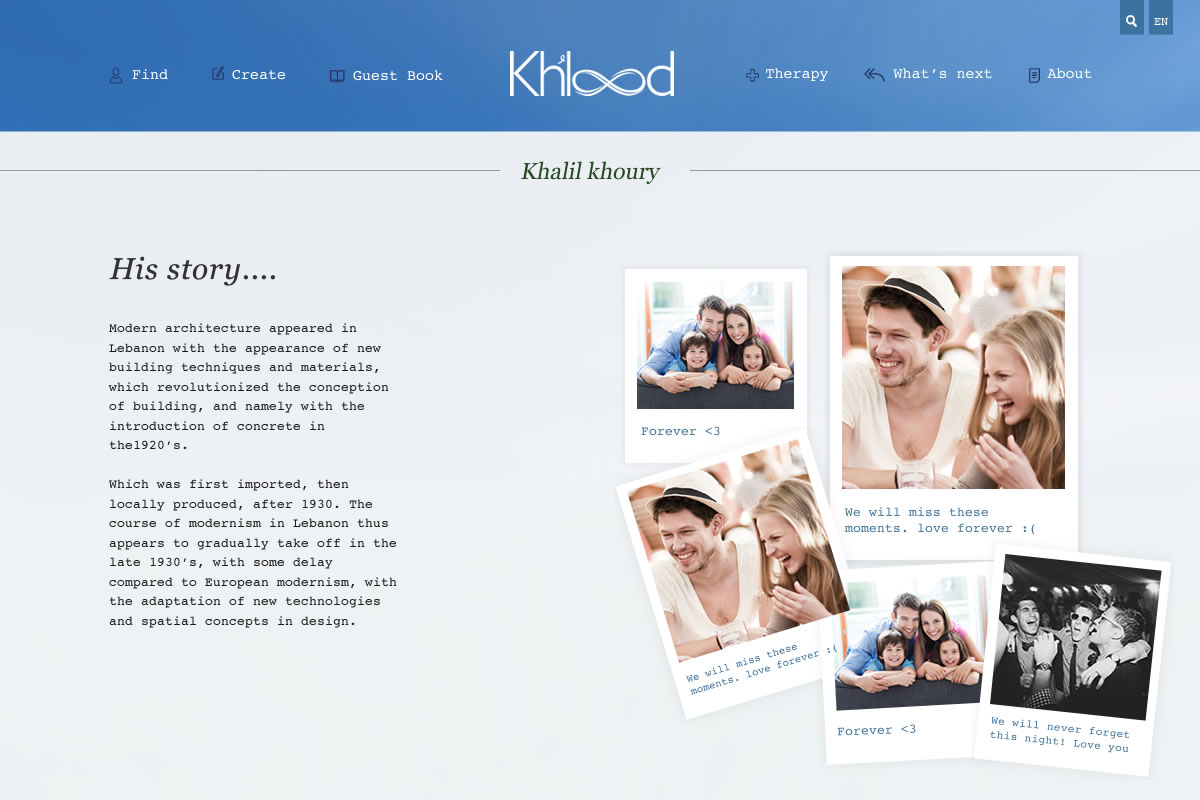 EN
Find
Create
Guest Book
Kh'lood
Therapy
What's next
About
Khalil khoury
His story....
Modern architecture appeared in
Lebanon with the appearance of new
building techniques and materials,
which revolutionized the conception
of building, and namely with the
introduction of concrete in
the1920's.
Which was first imported, then
locally produced, after 1930. The
course of modernism in Lebanon thus
appears to gradually take off in the
late 1930's, with some delay
compared to European modernism, with
the adaptation of new technologies
and spatial concepts in design.
Forever <3
We will miss these
moments. love forever :(
We will miss these
moments. love forever :(
Forever <3
We will never forget
this night! Love you